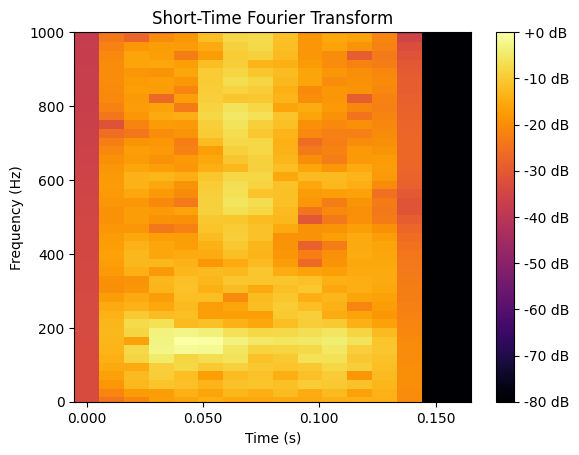 Short-Time Fourier Transform
Frequency (Hz)
1000
800
600
400
200
0
0.000
0.050
0.100
0.150
Time (s)
+0 dB
-10 dB
-20 dB
-30 dB
-40 dB
-50 dB
-60 dB
-70 dB
-80 dB